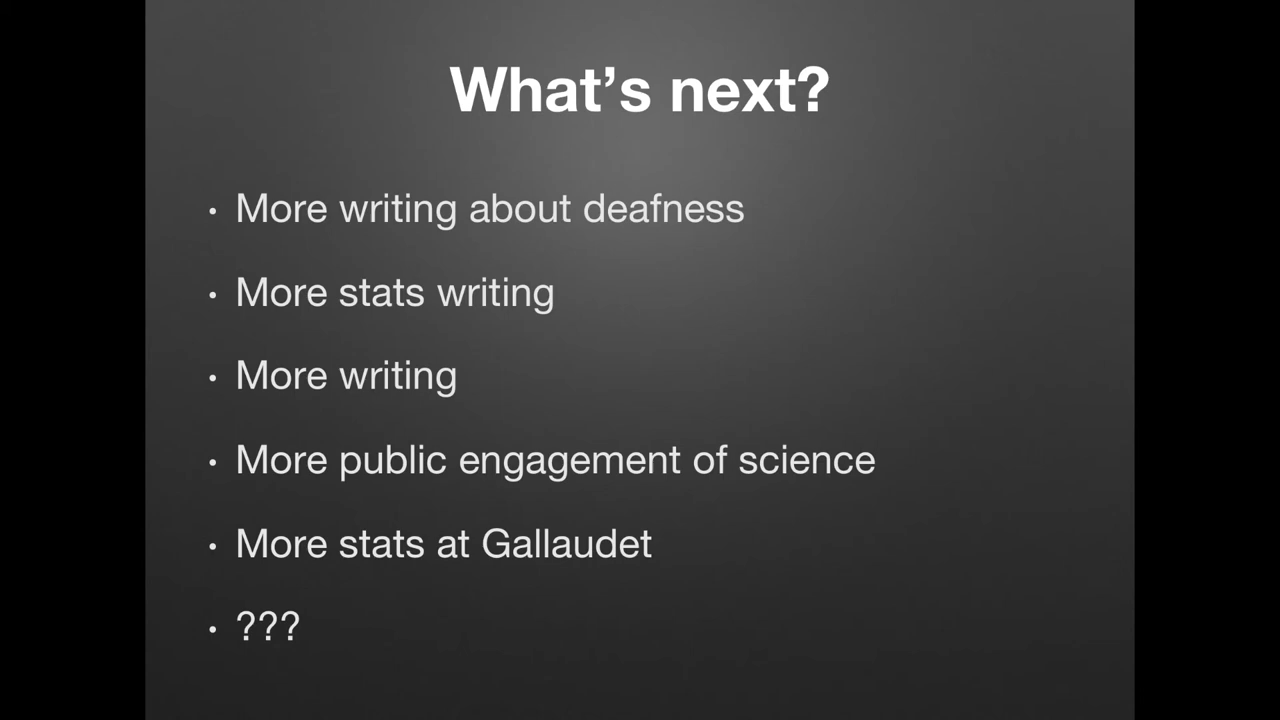 What’s next?
• More writing about deafness
• More stats writing
• More writing
• More public engagement of science
• More stats at Gallaudet
• ???